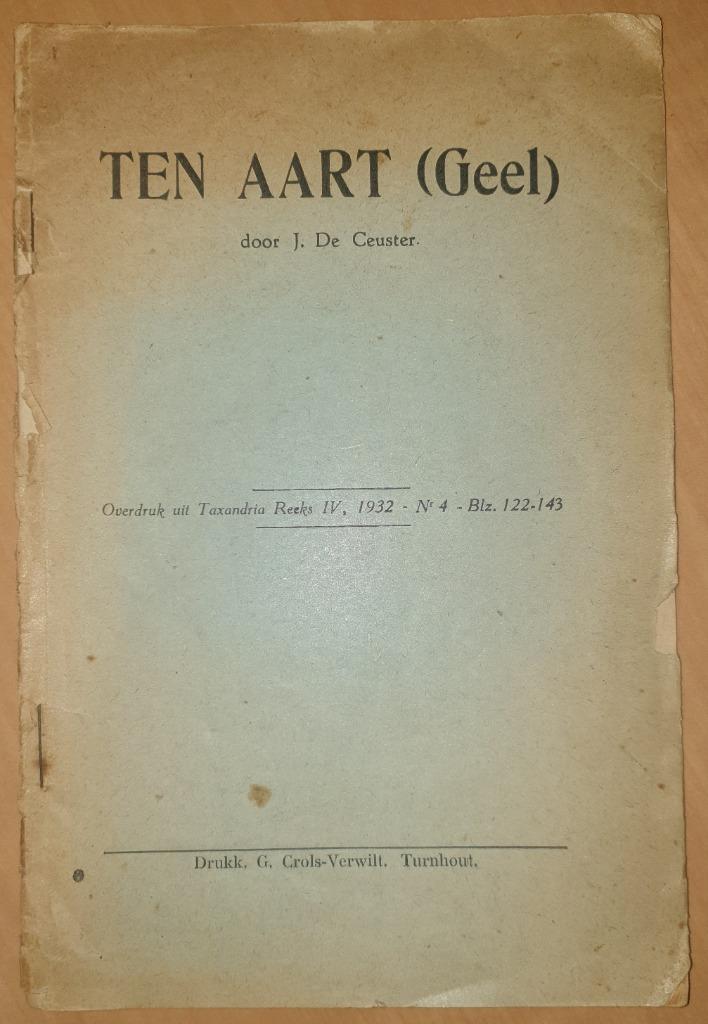 TEN AART (Geel)
door J. De Ceuster.
Overdruk uit Taxandria Reeks IV, 1932 - Nr 4 - Blz. 122-143
Drukk. G. Crols-Verwilt. Turnhout.